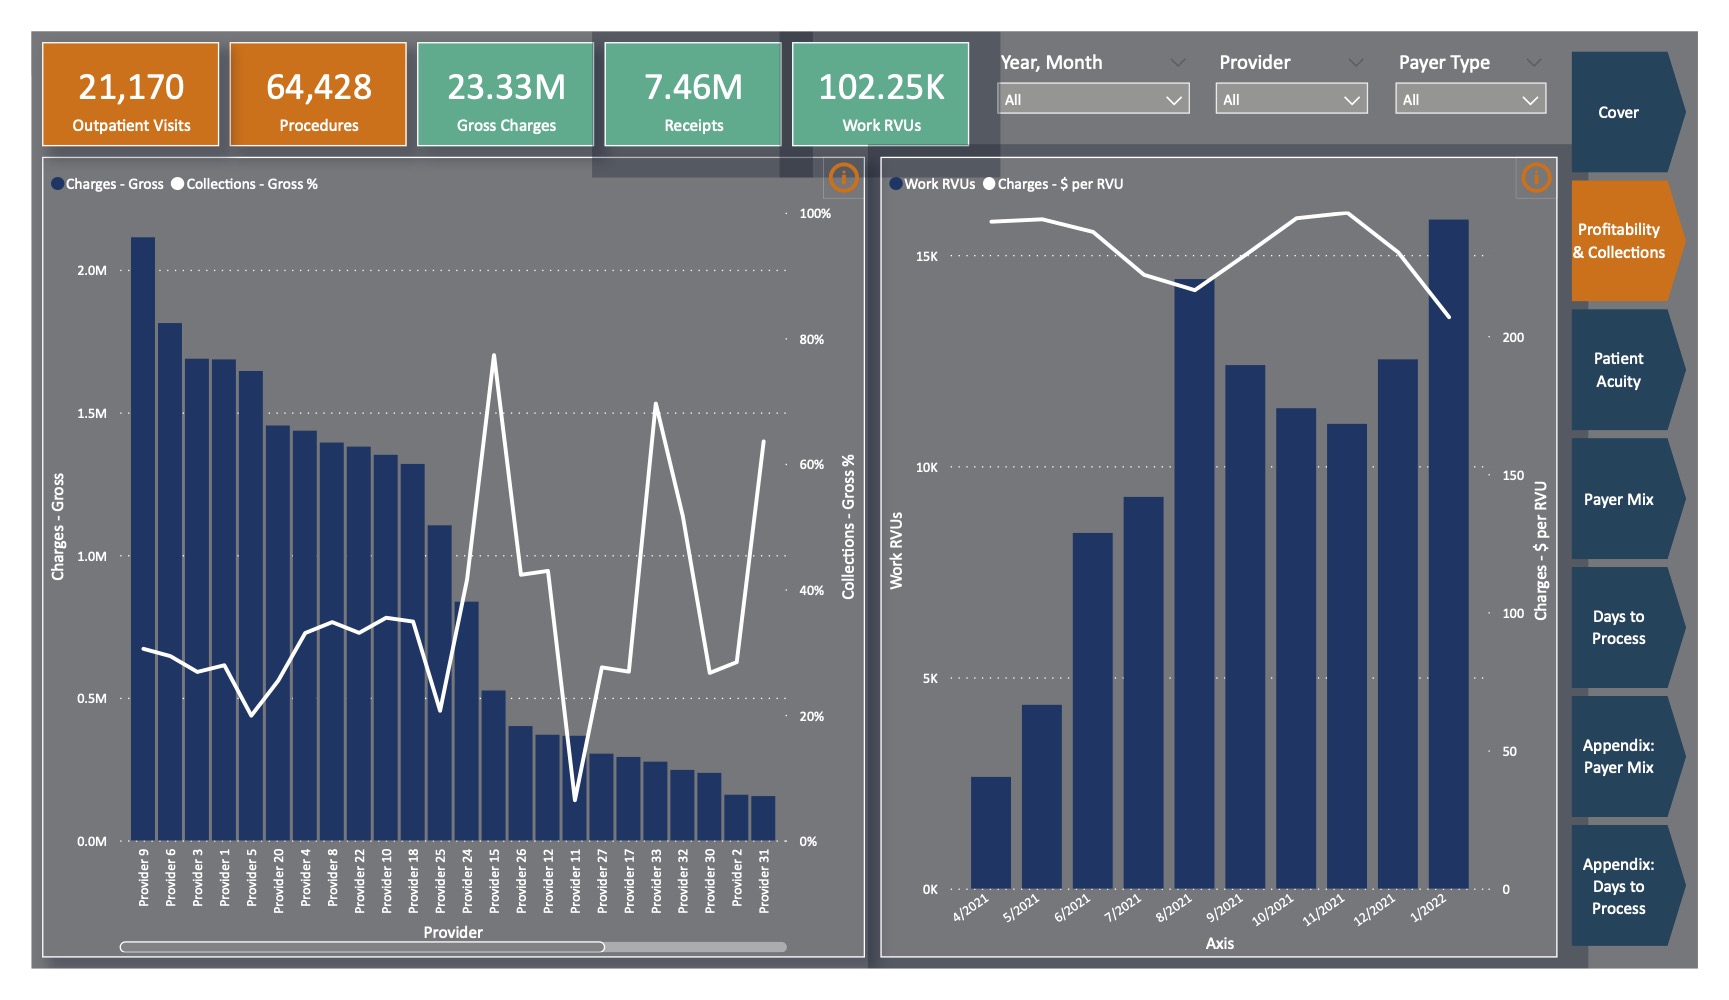 21,170
Outpatient Visits
64,428
Procedures
23.33M
Gross Charges
7.46M
Receipts
102.25K
Work RVUs
Year, Month
All
Provider
All
Payer Type
All
Cover
Profitability
& Collections
Patient
Acuity
Payer Mix
Days to
Process
Appendix:
Payer Mix
Appendix:
Days to
Process
Charges - Gross
Collections - Gross %
i
Charges - Gross
2.0M
1.5M
1.0M
0.5M
0.0M
100%
80%
60%
40%
20%
0%
Collections - Gross %
Provider 9
Provider 6
Provider 3
Provider 1
Provider 5
Provider 20
Provider 4
Provider 8
Provider 22
Provider 10
Provider 18
Provider 25
Provider 24
Provider 15
Provider 26
Provider 12
Provider 11
Provider 27
Provider 17
Provider 33
Provider 32
Provider 30
Provider 2
Provider 31
Provider
Work RVUs
Charges - $ per RVU
i
Work RVUs
15K
10K
5K
0K
200
150
100
50
0
Charges - $ per RVU
4/2021
5/2021
6/2021
7/2021
8/2021
9/2021
10/2021
11/2021
12/2021
1/2022
Axis